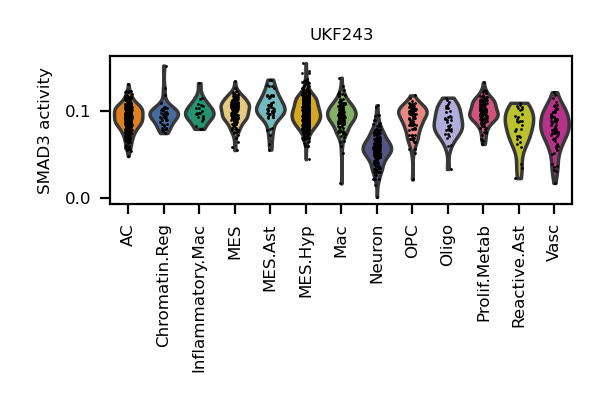 UKF243
SMAD3 activity
0.1
0.0
AC
Chromatin.Reg
Inflammatory.Mac
MES
MES.Ast
MES.Hyp
Mac
Neuron
OPC
Oligo
Prolif.Metab
Reactive.Ast
Vasc